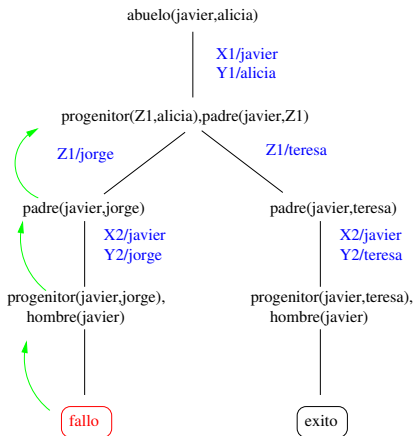 abuelo(javier,alicia)
X1/javier
Y1/alicia
progenitor(Z1,alicia),padre(javier,Z1)
Z1/jorge
Z1/teresa
padre(javier,jorge)
padre(javier,teresa)
X2/javier
Y2/jorge
X2/javier
Y2/teresa
progenitor(javier,jorge),
hombre(javier)
progenitor(javier,teresa),
hombre(javier)
fallo
exito